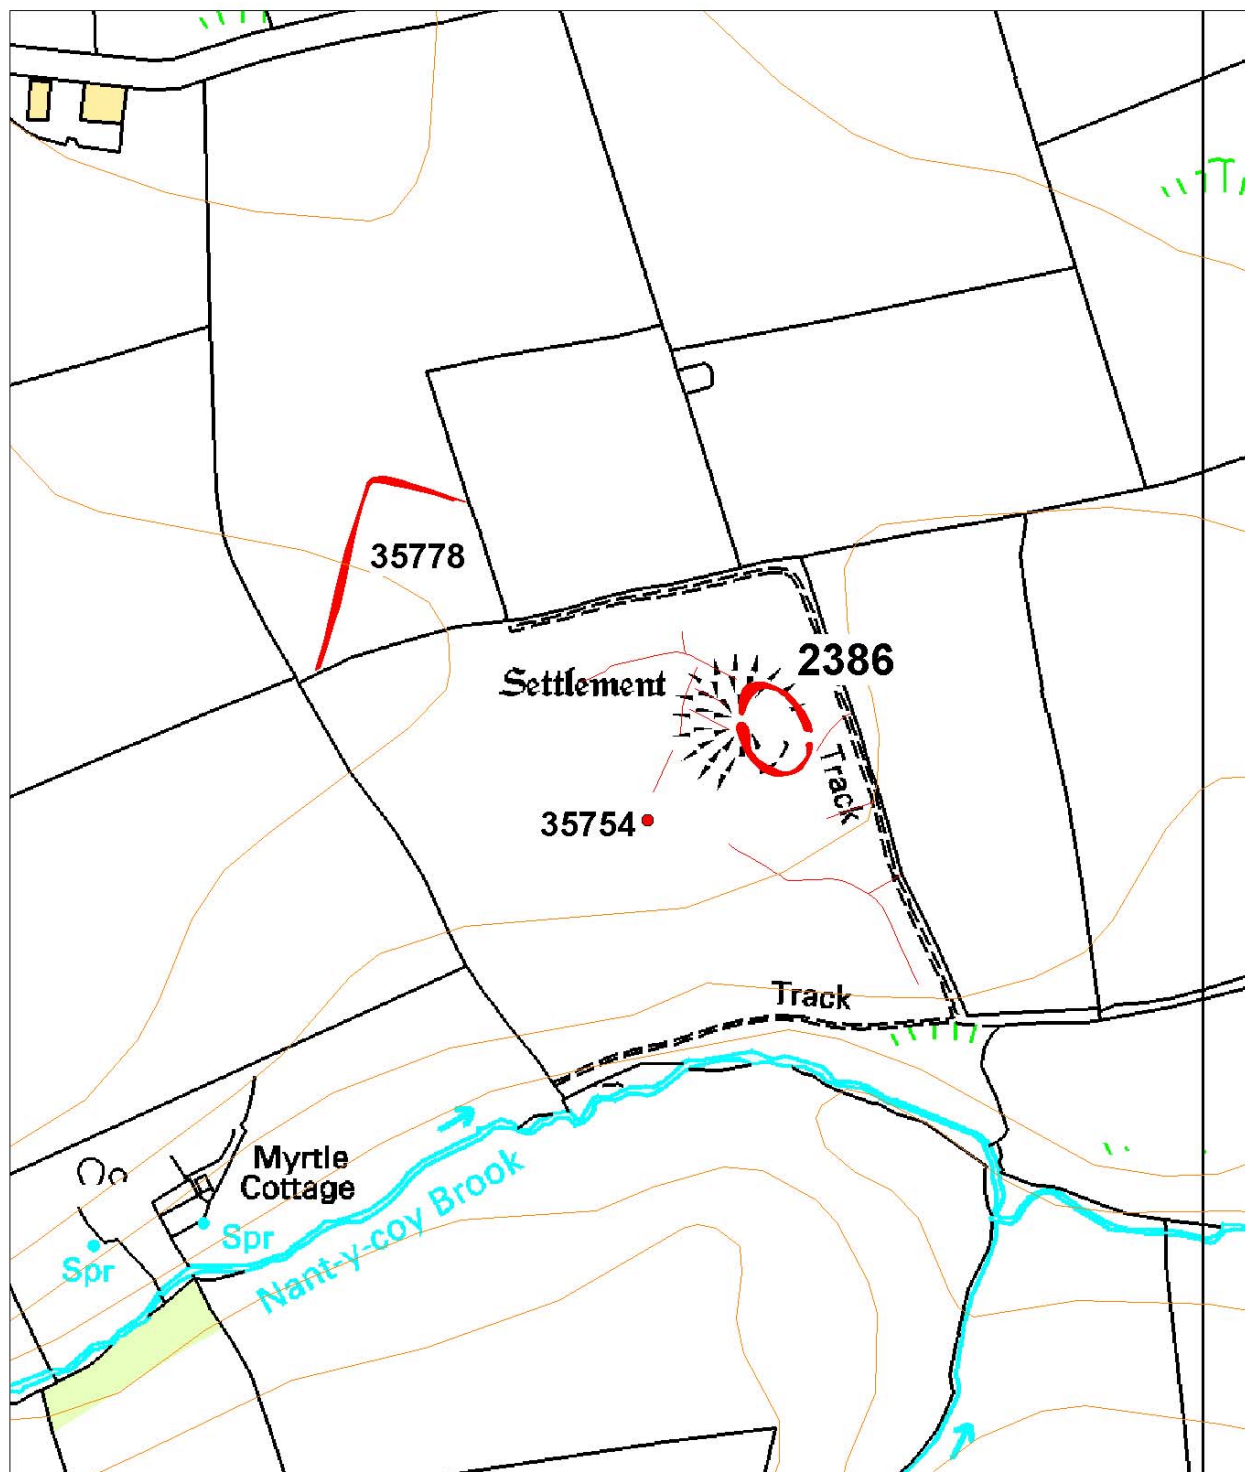 35778
2386
Settlement
Track
35754
Track
Myrtle
Cottage
Spr
Spr
Nant-y-coy Brook